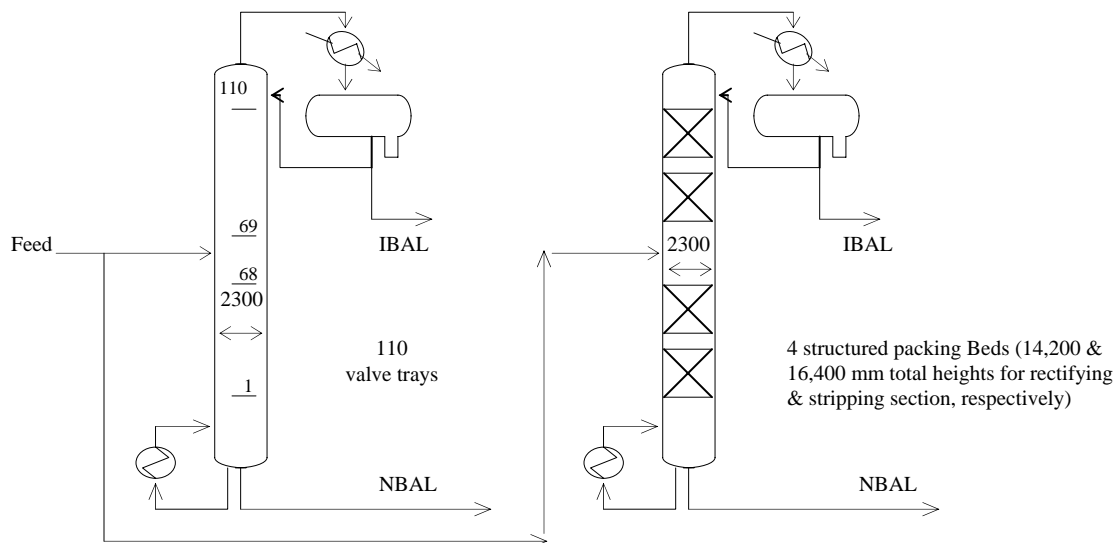 110
69
Feed
IBAL
68
2300
110
valve trays
1
NBAL
2300
IBAL
4 structured packing Beds (14,200 &
16,400 mm total heights for rectifying
& stripping section, respectively)
NBAL